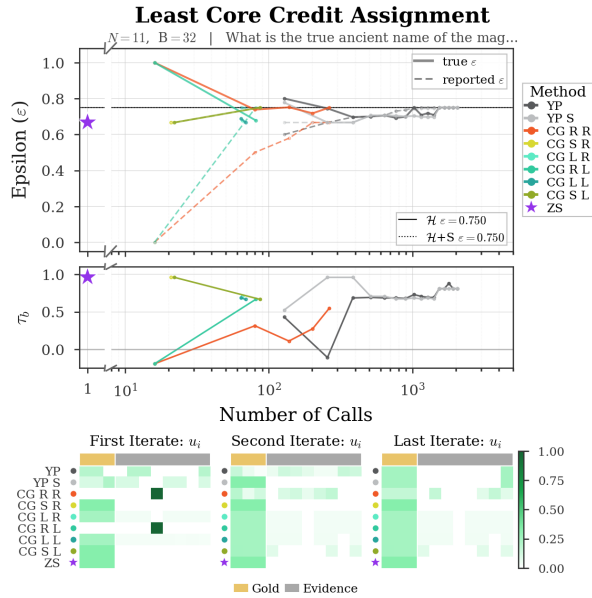 Least Core Credit Assignment
N=11, B=32 | What is the true ancient name of the mag...
Epsilon (ε)
1.0
0.8
0.6
0.4
0.2
0.0
true ε
reported ε
ℋ ε=0.750
ℋ+S ε=0.750
Method
YP
YP S
CG R R
CG S R
CG L R
CG R L
CG L L
CG S L
ZS
τb
1.0
0.5
0.0
1
10¹
10²
10³
Number of Calls
First Iterate: uᵢ
Second Iterate: uᵢ
Last Iterate: uᵢ
YP
YP S
CG R R
CG S R
CG L R
CG R L
CG L L
CG S L
ZS
1.00
0.75
0.50
0.25
0.00
Gold
Evidence